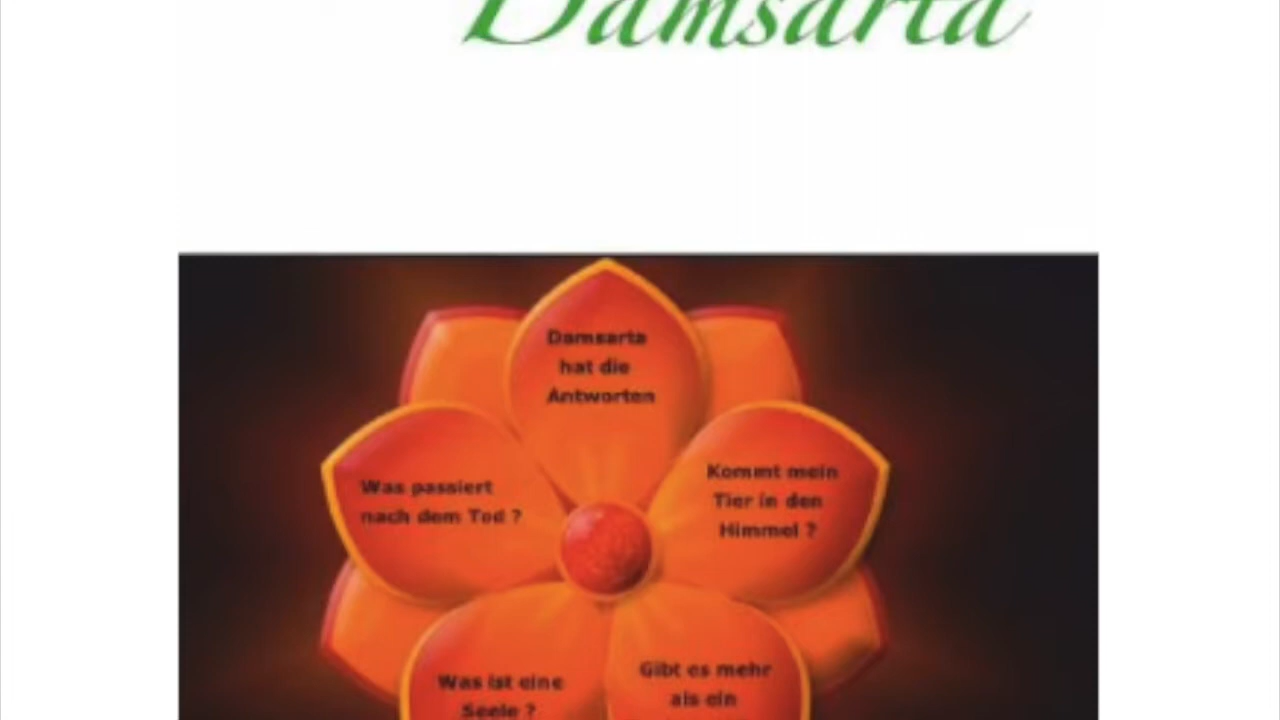 Damsarta
Damsarta
hat die
Antworten
Was passiert
nach dem Tod ?
Kommt mein
Tier in den
Himmel ?
Was ist eine
Seele ?
Gibt es mehr
als ein